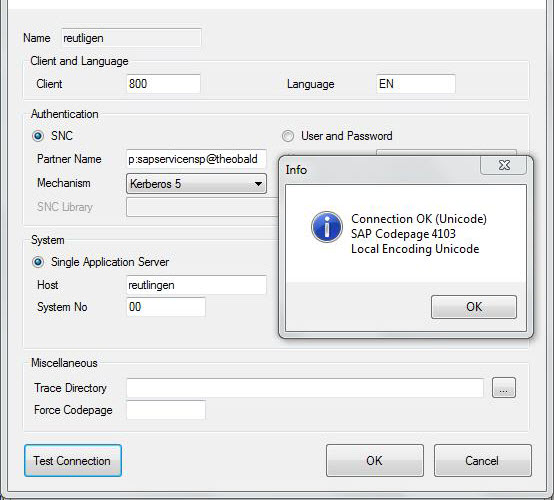 Name reutligen
Client and Language
Client 800 Language EN
Authentication
SNC User and Password
Partner Name p:sapservicensp@theobald
Mechanism Kerberos 5
SNC Library
Info
Connection OK (Unicode)
SAP Codepage 4103
Local Encoding Unicode
OK
System
Single Application Server
Host reutlingen
System No 00
Miscellaneous
Trace Directory ...
Force Codepage
Test Connection OK Cancel